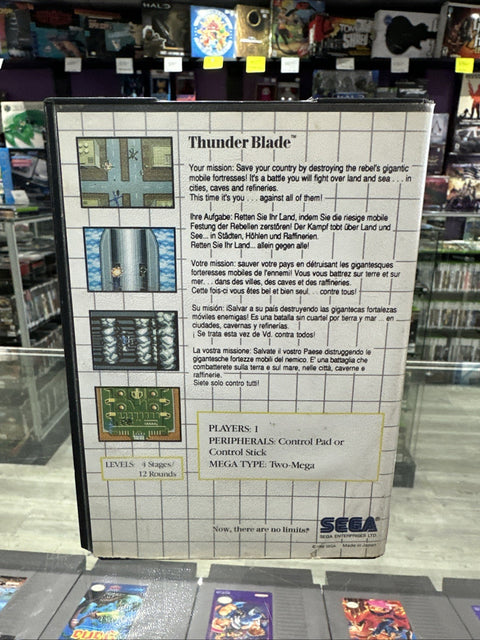 Thunder Blade™
Your mission: Save your country by destroying the rebel's gigantic
mobile fortresses! It's a battle you will fight over land and sea . . . in
cities, caves and refineries.
This time it's you . . . against all of them!
Ihre Aufgabe: Retten Sie Ihr Land, indem Sie die riesige mobile
Festung der Rebellen zerstören! Der Kampf tobt über Land und
See... in Städten, Höhlen und Raffinerien.
Retten Sie Ihr Land... allein gegen alle!
Votre mission: sauver votre pays en détruisant les gigantesques
forteresses mobiles de l'ennemi! Vous vous battrez sur terre et sur
mer. . . dans des villes, des caves et des raffineries.
Cette fois-ci vous êtes bel et bien seul. . . contre tous!
Su misión: ¡Salvar a su país destruyendo las gigantecas fortalezas
móviles enemigas! Es una batalla sin cuartel por tierra y mar .. en
ciudades, cavernas y refinerías.
¡ Se trata esta vez de Vd. contra todos!
La vostra missione: Salvate il vostro Paese distruggendo le
gigantesche fortezze mobili del nemico. E' una battaglia che
combatterete sulla terra e sul mare, nelle città, caverne e
raffinerie.
Siete solo contro tutti!
PLAYERS: 1
PERIPHERALS: Control Pad or
Control Stick
MEGA TYPE: Two-Mega
LEVELS: 4 Stages/
12 Rounds
Now, there are no limits!
SEGA
SEGA ENTERPRISES LTD.
Made in Japan